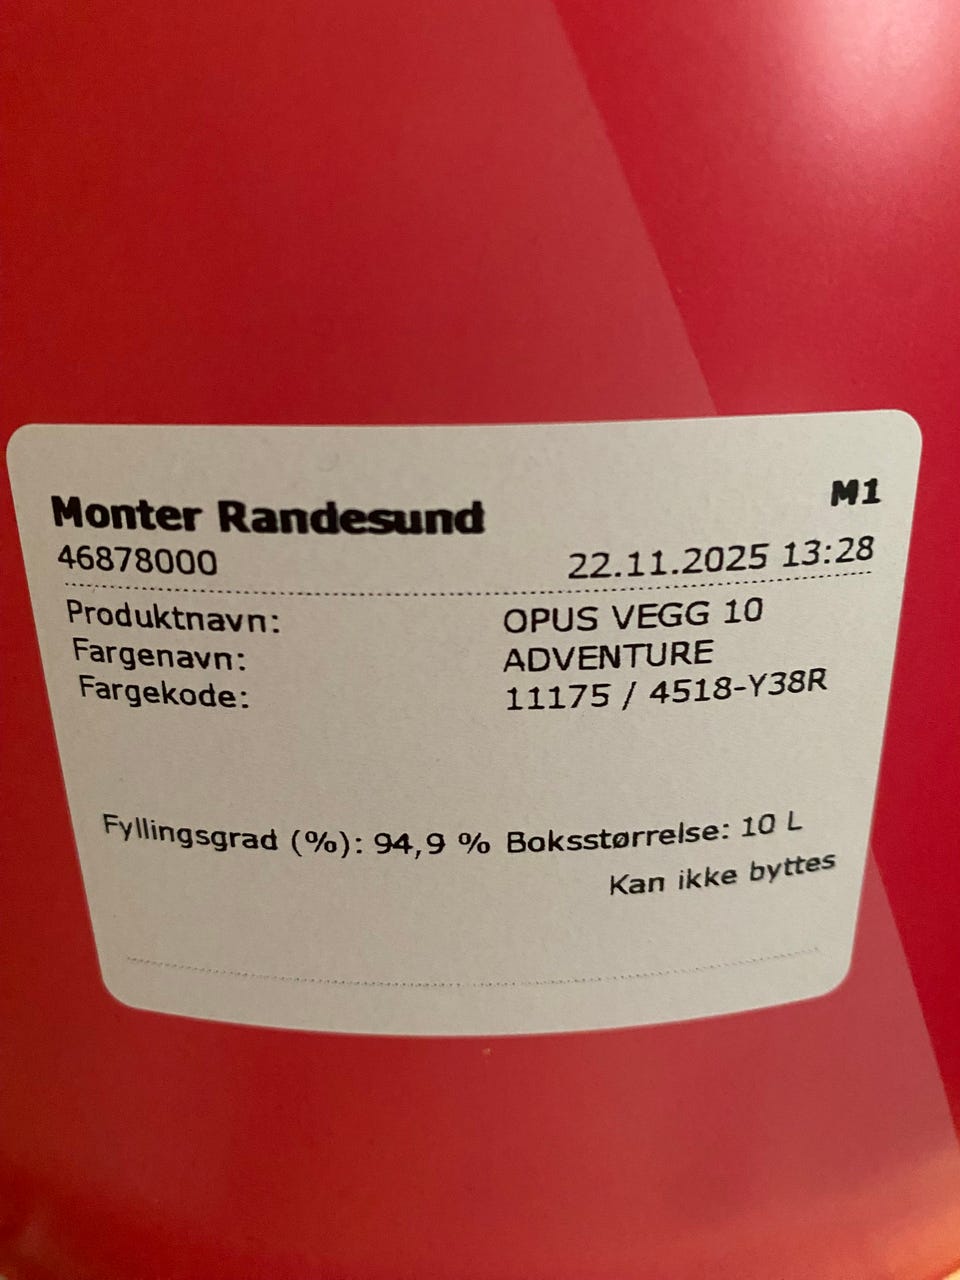 Monter Randesund M1
46878000 22.11.2025 13:28
Produktnavn: OPUS VEGG 10
Fargenavn: ADVENTURE
Fargekode: 11175 / 4518-Y38R
Fyllingsgrad (%): 94,9 % Boksstørrelse: 10 L
Kan ikke byttes